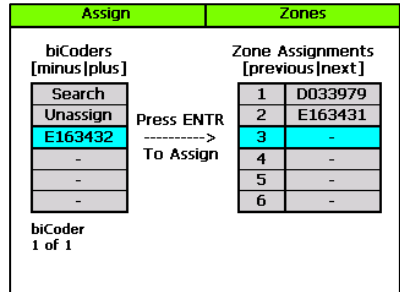 Assign Zones
biCoders Zone Assignments
[minus|plus] [previous|next]
Search 1 D033979
Unassign Press ENTR 2 E163431
E163432 ----------> 3 -
- To Assign 4 -
- 5 -
- 6 -
biCoder
1 of 1